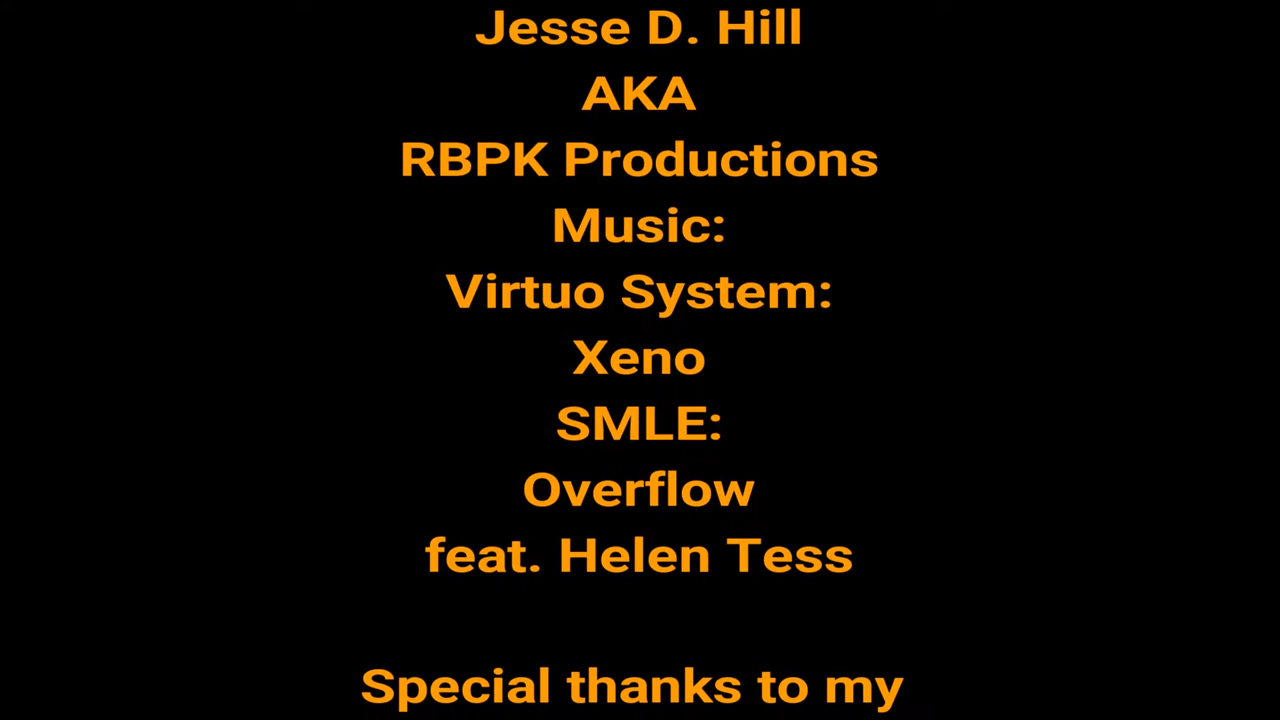 Jesse D. Hill
AKA
RBPK Productions
Music:
Virtuo System:
Xeno
SMLE:
Overflow
feat. Helen Tess
Special thanks to my